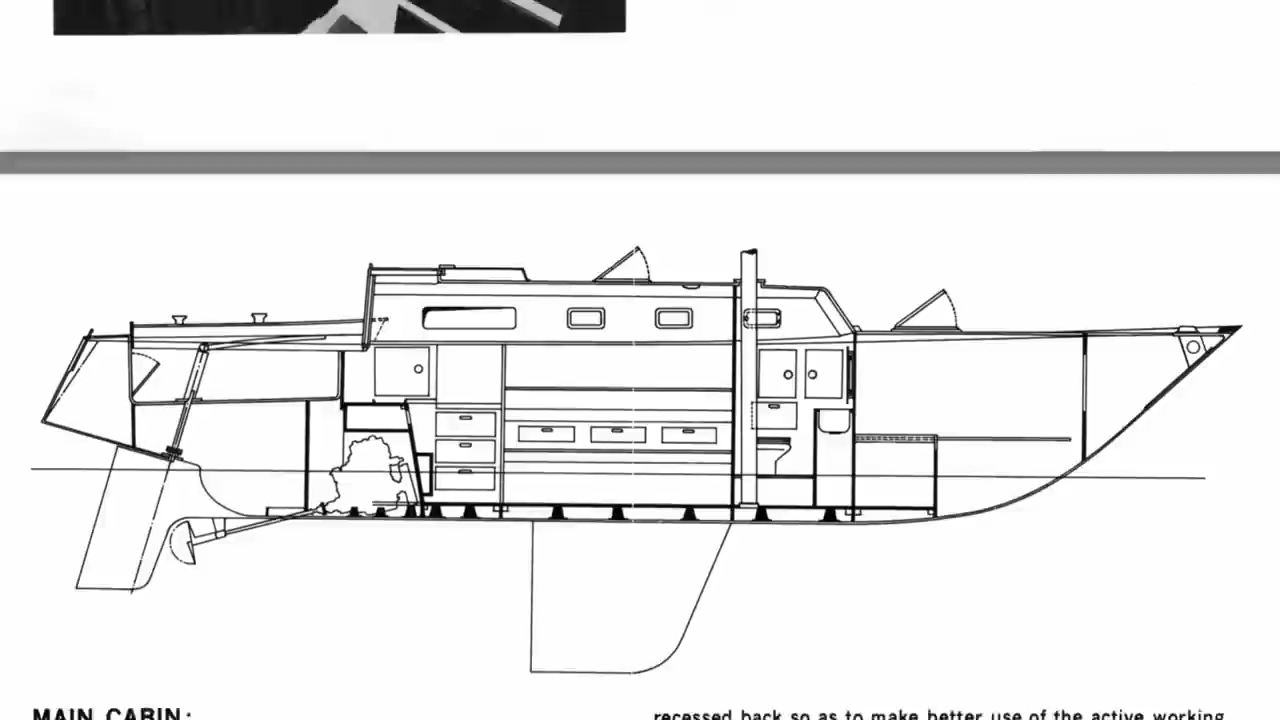 MAIN CABIN:
recessed back so as to make better use of the active working